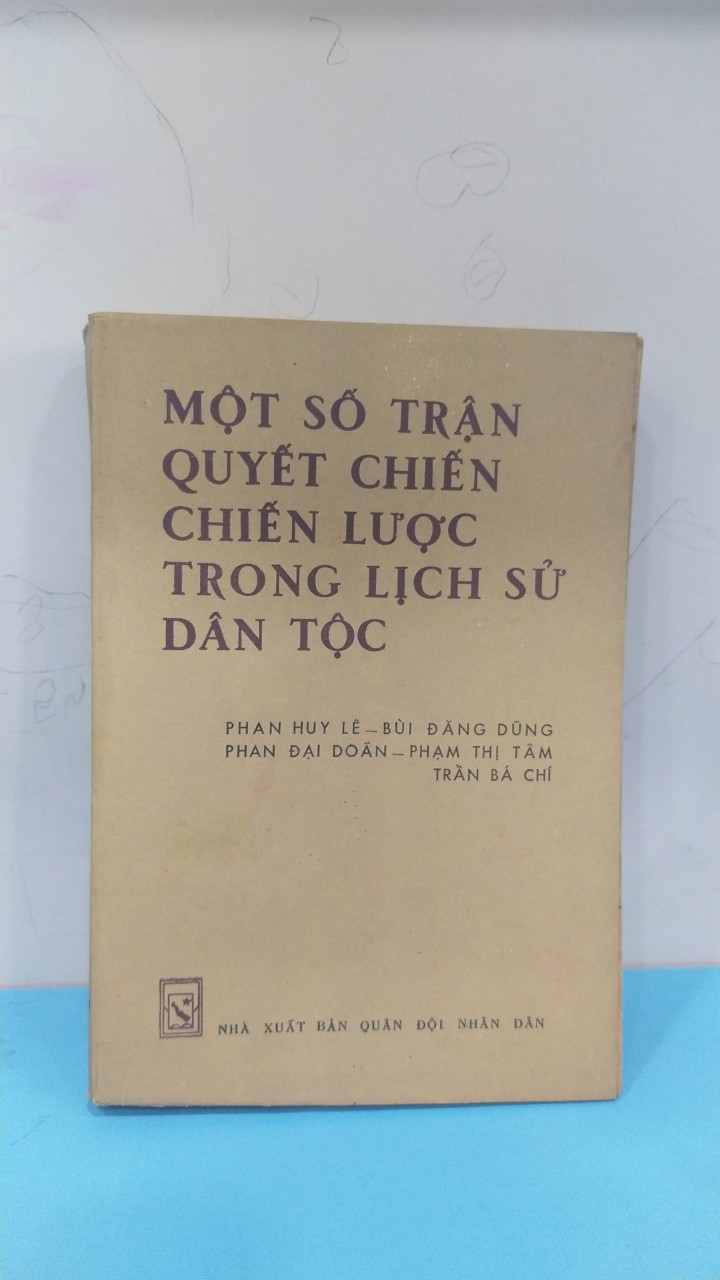 MỘT SỐ TRẬN
QUYẾT CHIẾN
CHIẾN LƯỢC
TRONG LỊCH SỬ
DÂN TỘC
PHAN HUY LÊ — BÙI ĐĂNG DŨNG
PHAN ĐẠI DOÃN — PHẠM THỊ TÂM
TRẦN BÁ CHÍ
NHÀ XUẤT BẢN QUÂN ĐỘI NHÂN DÂN